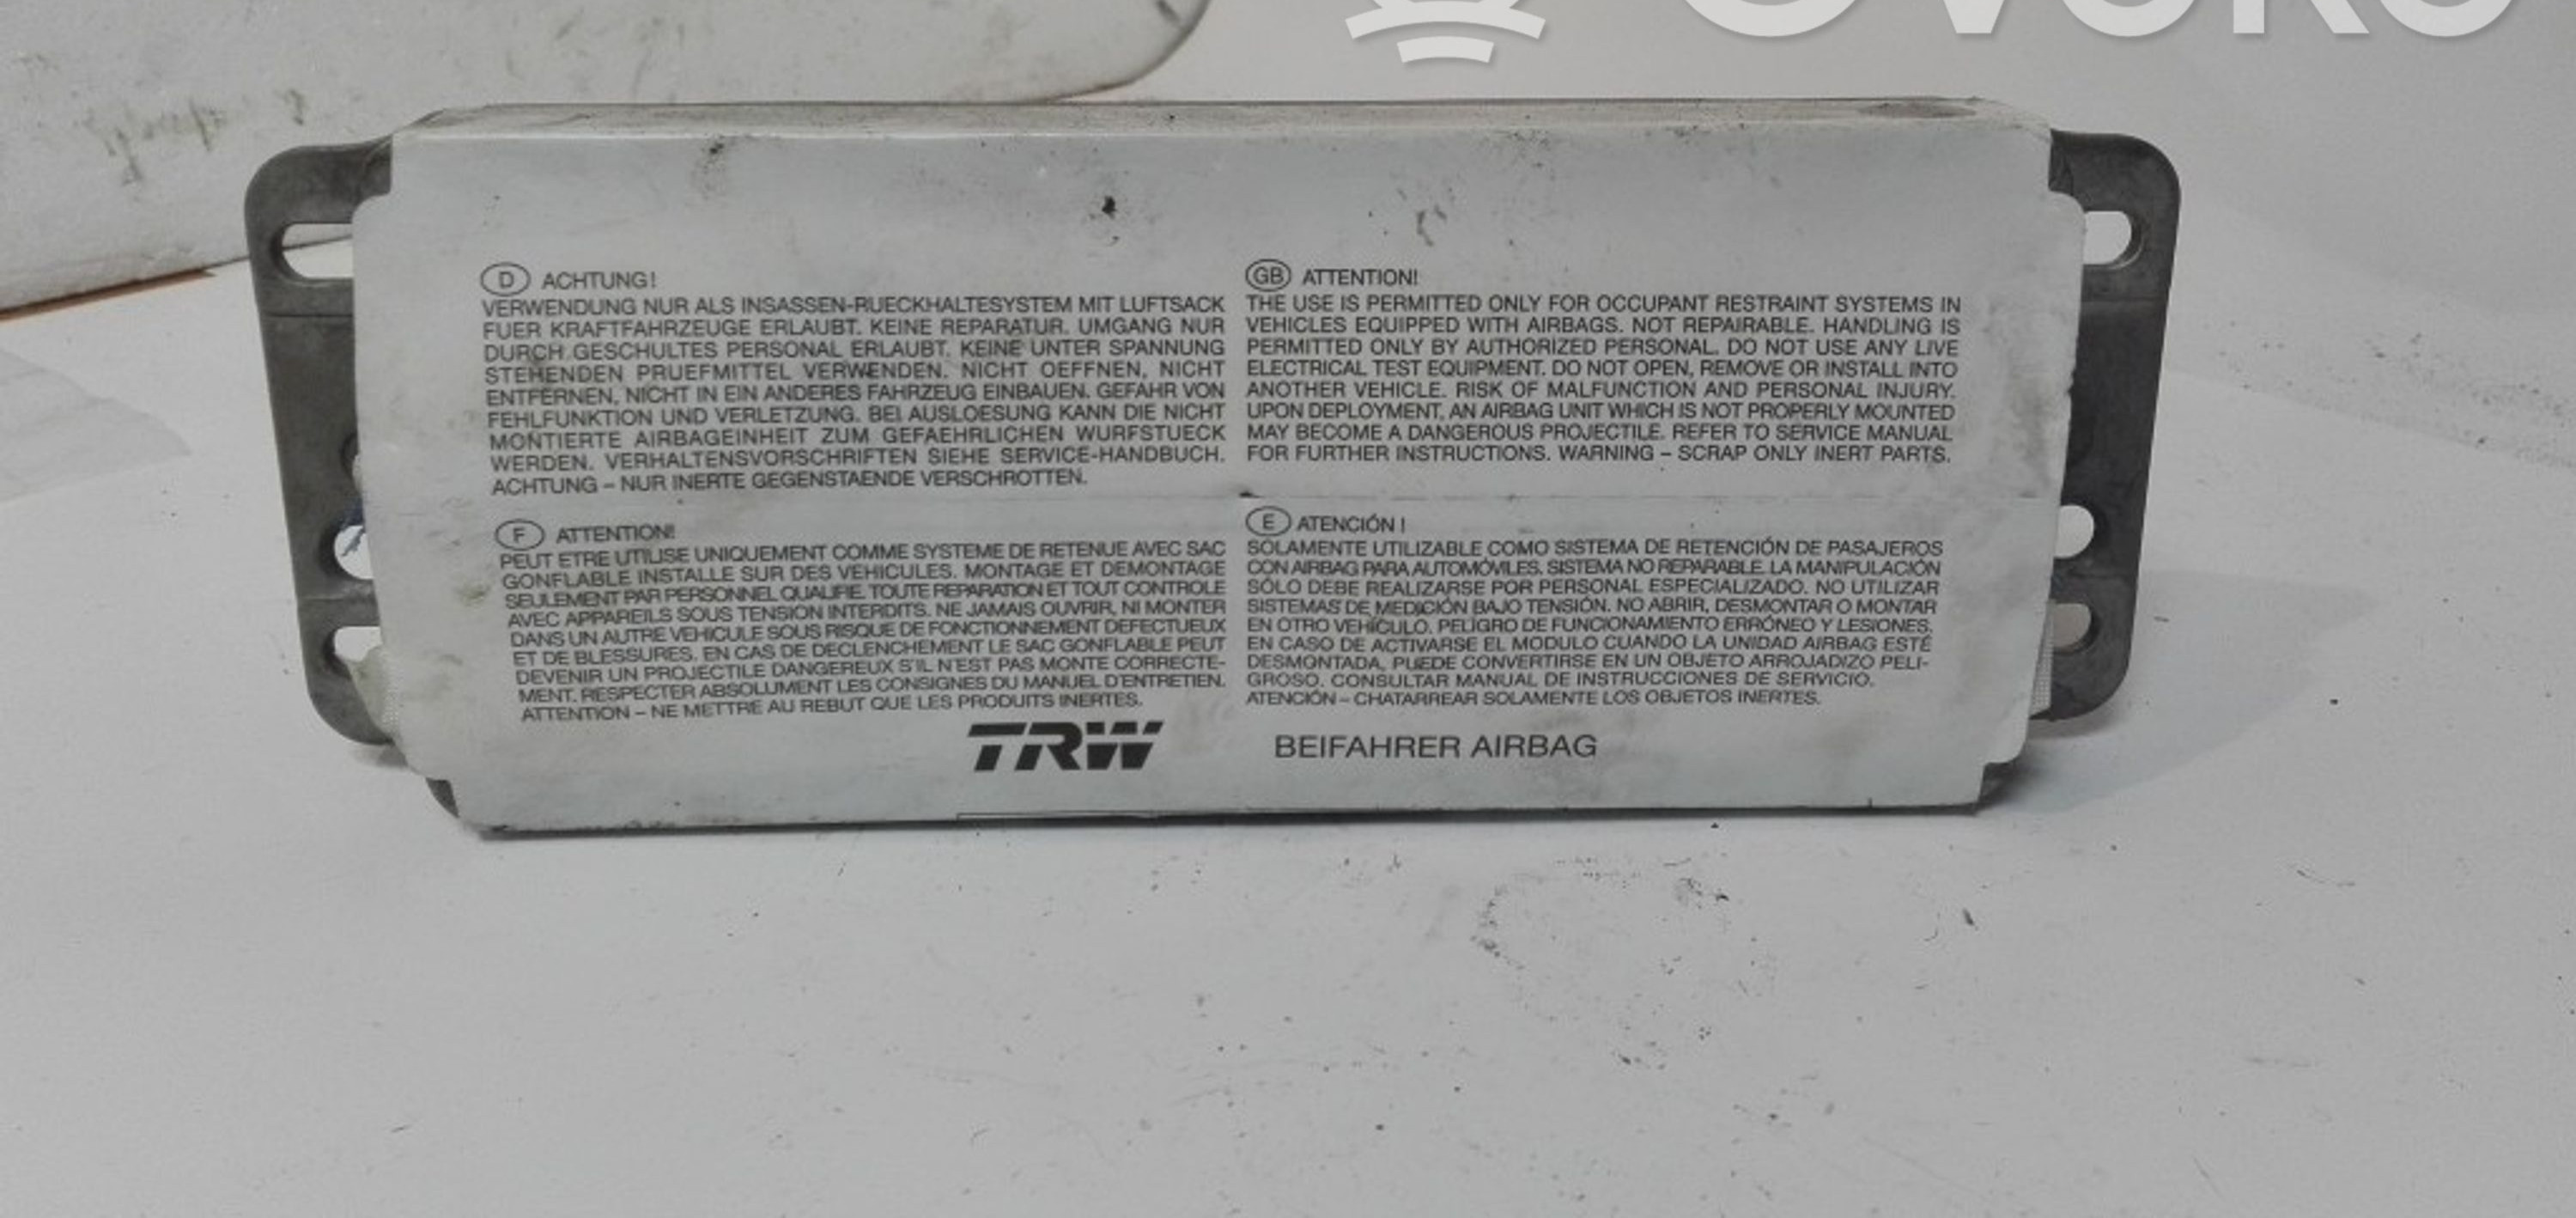 D ACHTUNG!
VERWENDUNG NUR ALS INSASSEN-RUECKHALTESYSTEM MIT LUFTSACK
FUER KRAFTFAHRZEUGE ERLAUBT. KEINE REPARATUR. UMGANG NUR
DURCH GESCHULTES PERSONAL ERLAUBT. KEINE UNTER SPANNUNG
STEHENDEN PRUEFMITTEL VERWENDEN. NICHT OEFFNEN, NICHT
ENTFERNEN, NICHT IN EIN ANDERES FAHRZEUG EINBAUEN. GEFAHR VON
FEHLFUNKTION UND VERLETZUNG. BEI AUSLOESUNG KANN DIE NICHT
MONTIERTE AIRBAGEINHEIT ZUM GEFAEHRLICHEN WURFSTUECK
WERDEN. VERHALTENSVORSCHRIFTEN SIEHE SERVICE-HANDBUCH.
ACHTUNG – NUR INERTE GEGENSTAENDE VERSCHROTTEN.
GB ATTENTION!
THE USE IS PERMITTED ONLY FOR OCCUPANT RESTRAINT SYSTEMS IN
VEHICLES EQUIPPED WITH AIRBAGS. NOT REPAIRABLE. HANDLING IS
PERMITTED ONLY BY AUTHORIZED PERSONAL. DO NOT USE ANY LIVE
ELECTRICAL TEST EQUIPMENT. DO NOT OPEN, REMOVE OR INSTALL INTO
ANOTHER VEHICLE. RISK OF MALFUNCTION AND PERSONAL INJURY.
UPON DEPLOYMENT, AN AIRBAG UNIT WHICH IS NOT PROPERLY MOUNTED
MAY BECOME A DANGEROUS PROJECTILE. REFER TO SERVICE MANUAL
FOR FURTHER INSTRUCTIONS. WARNING – SCRAP ONLY INERT PARTS.
F ATTENTION!
PEUT ETRE UTILISE UNIQUEMENT COMME SYSTEME DE RETENUE AVEC SAC
GONFLABLE INSTALLE SUR DES VEHICULES. MONTAGE ET DEMONTAGE
SEULEMENT PAR PERSONNEL QUALIFIE. TOUTE REPARATION ET TOUT CONTROLE
AVEC APPAREILS SOUS TENSION INTERDITS. NE JAMAIS OUVRIR, NI MONTER
DANS UN AUTRE VEHICULE SOUS RISQUE DE FONCTIONNEMENT DEFECTUEUX
ET DE BLESSURES. EN CAS DE DECLENCHEMENT LE SAC GONFLABLE PEUT
DEVENIR UN PROJECTILE DANGEREUX S'IL N'EST PAS MONTE CORRECTE-
MENT. RESPECTER ABSOLUMENT LES CONSIGNES DU MANUEL D'ENTRETIEN.
ATTENTION – NE METTRE AU REBUT QUE LES PRODUITS INERTES.
E ATENCIÓN !
SÓLAMENTE UTILIZABLE COMO SISTEMA DE RETENCIÓN DE PASAJEROS
CON AIRBAG PARA AUTOMÓVILES. SISTEMA NO REPARABLE. LA MANIPULACIÓN
SÓLO DEBE REALIZARSE POR PERSONAL ESPECIALIZADO. NO UTILIZAR
SISTEMAS DE MEDICIÓN BAJO TENSIÓN. NO ABRIR, DESMONTAR O MONTAR
EN OTRO VEHÍCULO. PELIGRO DE FUNCIONAMIENTO ERRÓNEO Y LESIONES.
EN CASO DE ACTIVARSE EL MODULO CUANDO LA UNIDAD AIRBAG ESTÉ
DESMONTADA, PUEDE CONVERTIRSE EN UN OBJETO ARROJADIZO PELI-
GROSO. CONSULTAR MANUAL DE INSTRUCCIONES DE SERVICIO.
ATENCIÓN – CHATARREAR SOLAMENTE LOS OBJETOS INERTES.
TRW BEIFAHRER AIRBAG